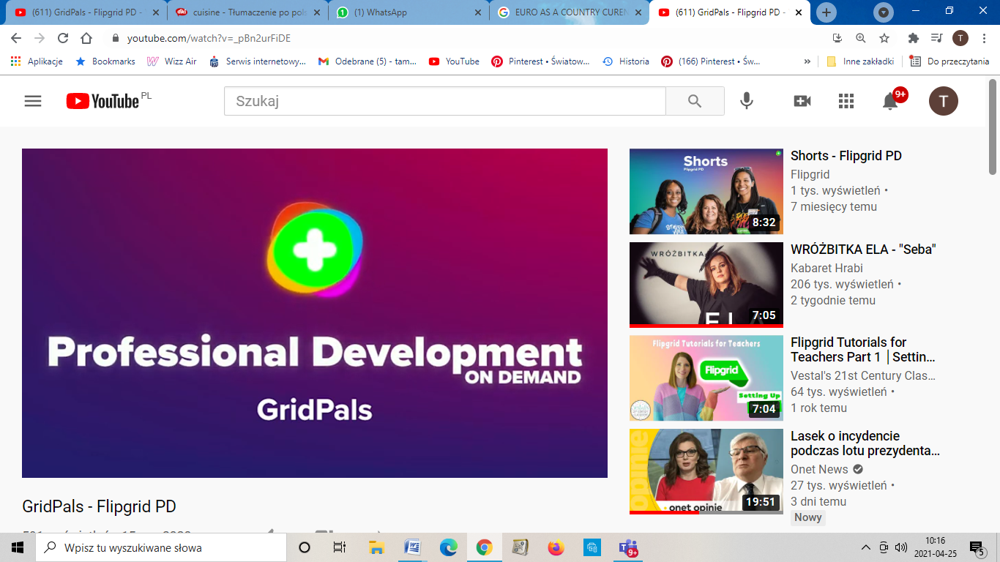 (611) GridPals - Flipgrid PD -
cuisine - Tłumaczenie po pols
(1) WhatsApp
EURO AS A COUNTRY CUREN
(611) GridPals - Flipgrid PD -
youtube.com/watch?v=_pBn2urFiDE
T
Aplikacje
Bookmarks
Wizz Air
Serwis internetowy...
Odebrane (5) - tam...
YouTube
Pinterest • Światow...
Historia
(166) Pinterest • Św...
»
Inne zakładki
Do przeczytania
YouTube PL
Szukaj
9+
T
Professional Development
ON DEMAND
GridPals
GridPals - Flipgrid PD
Shorts
Flipgrid PD
8:32
Shorts - Flipgrid PD
Flipgrid
1 tys. wyświetleń •
7 miesięcy temu
WRÓŻBITKA
7:05
WRÓŻBITKA ELA - "Seba"
Kabaret Hrabi
206 tys. wyświetleń •
2 tygodnie temu
Flipgrid Tutorials for Teachers
Flipgrid
Setting Up
7:04
Flipgrid Tutorials for
Teachers Part 1 | Settin...
Vestal's 21st Century Clas...
64 tys. wyświetleń •
1 rok temu
opinie
onet opinie
19:51
Lasek o incydencie
podczas lotu prezydenta...
Onet News
27 tys. wyświetleń •
3 dni temu
Nowy
Wpisz tu wyszukiwane słowa
9+
10:16
2021-04-25
5